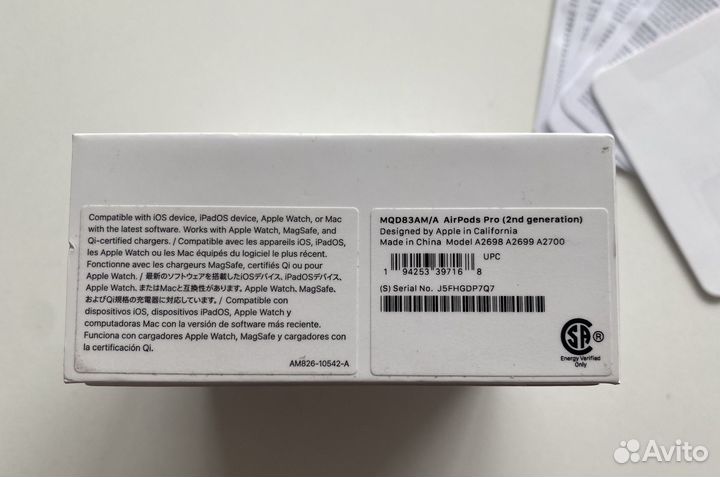 Compatible with iOS device, iPadOS device, Apple Watch, or Mac
with the latest software. Works with Apple Watch, MagSafe, and
Qi-certified chargers. / Compatible avec les appareils iOS, iPadOS,
les Apple Watch ou les Mac équipés du logiciel le plus récent.
Fonctionne avec les chargeurs MagSafe, certifiés Qi ou pour
Apple Watch. / 最新のソフトウェアを搭載したiOSデバイス、iPadOSデバイス、
Apple Watch、またはMacと互換性があります。Apple Watch、MagSafe、
およびQi規格の充電器に対応しています。 / Compatible con
dispositivos iOS, dispositivos iPadOS, Apple Watch y
computadoras Mac con la versión de software más reciente.
Funciona con cargadores Apple Watch, MagSafe y cargadores con
la certificación Qi.
AM826-10542-A
MQD83AM/A AirPods Pro (2nd generation)
Designed by Apple in California
Made in China Model A2698 A2699 A2700
UPC
1 94253 39716 8
(S) Serial No. J5FHGDP7Q7
SA ®
Energy Verified
Only
Avito